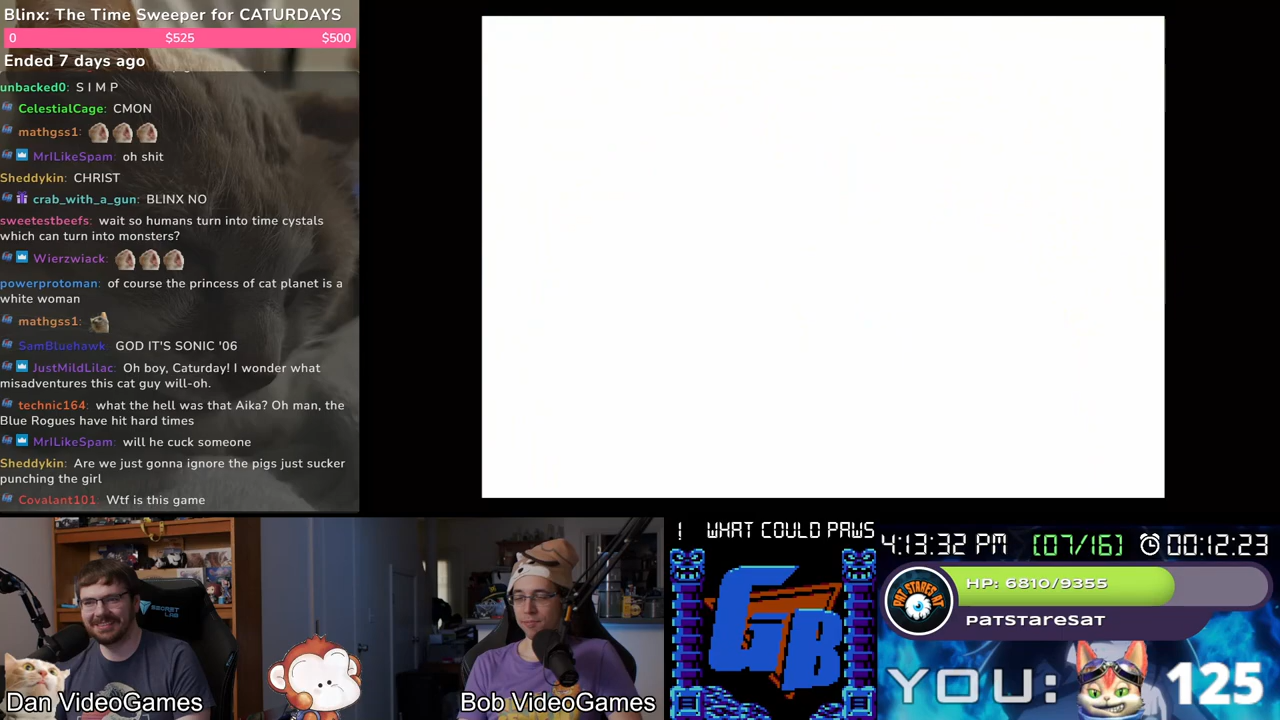 Blinx: The Time Sweeper for CATURDAYS
0 $525 $500
Ended 7 days ago
unbacked0: S I M P
CelestialCage: CMON
mathgss1:
MrILikeSpam: oh shit
Sheddykin: CHRIST
crab_with_a_gun: BLINX NO
sweetestbeefs: wait so humans turn into time cystals
which can turn into monsters?
Wierzwiack:
powerprotoman: of course the princess of cat planet is a
white woman
mathgss1:
SamBluehawk: GOD IT'S SONIC '06
JustMildLilac: Oh boy, Caturday! I wonder what
misadventures this cat guy will-oh.
technic164: what the hell was that Aika? Oh man, the
Blue Rogues have hit hard times
MrILikeSpam: will he cuck someone
Sheddykin: Are we just gonna ignore the pigs just sucker
punching the girl
Covalant101: Wtf is this game
! WHAT COULD PAWS
4:13:32 PM [07/16] 00:12:23
HP: 6810/9355
PAT STARES AT
PatStaresAt
SECRET
LAB
GB
YOU: 125
Dan VideoGames
Bob VideoGames